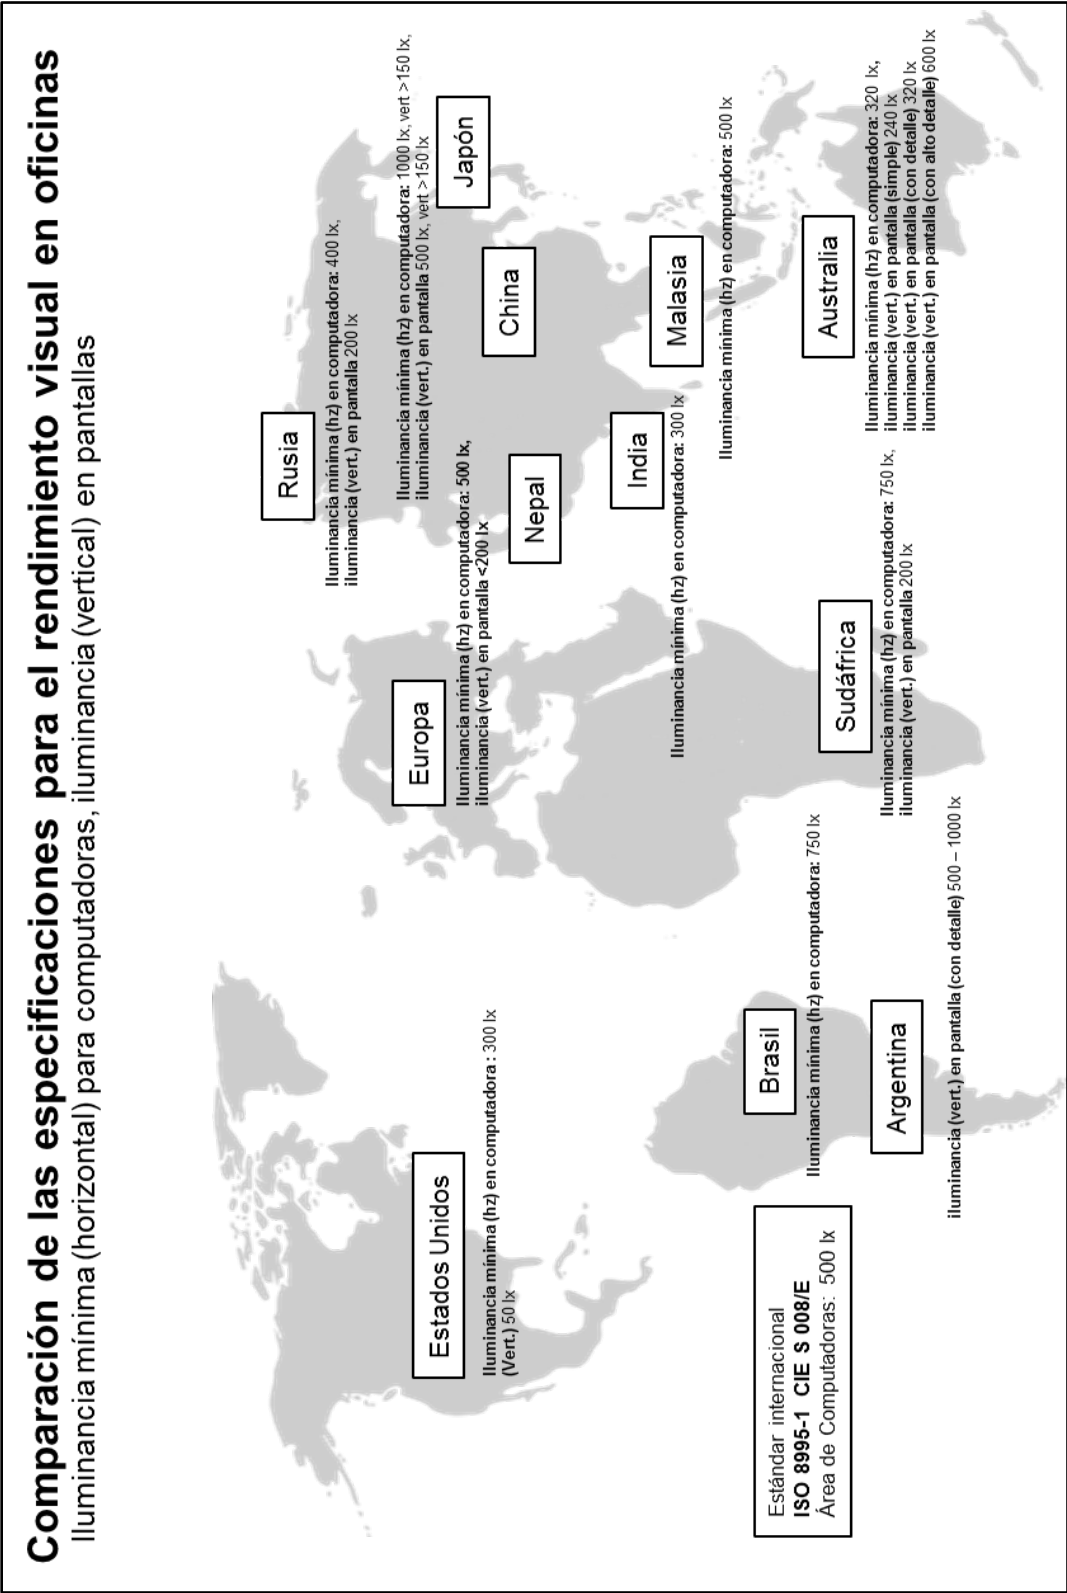 Comparación de las especificaciones para el rendimiento visual en oficinas
Iluminancia mínima (horizontal) para computadoras, iluminancia (vertical) en pantallas
Rusia
Iluminancia mínima (hz) en computadora: 400 lx,
iluminancia (vert.) en pantalla 200 lx
Japón
Iluminancia mínima (hz) en computadora: 1000 lx, vert >150 lx,
iluminancia (vert.) en pantalla 500 lx, vert >150 lx
China
Europa
Iluminancia mínima (hz) en computadora: 500 lx,
iluminancia (vert.) en pantalla <200 lx
Nepal
Estados Unidos
Iluminancia mínima (hz) en computadora : 300 lx
(Vert.) 50 lx
India
Iluminancia mínima (hz) en computadora: 300 lx
Malasia
Iluminancia mínima (hz) en computadora: 500 lx
Brasil
Iluminancia mínima (hz) en computadora: 750 lx
Argentina
iluminancia (vert.) en pantalla (con detalle) 500 – 1000 lx
Sudáfrica
Iluminancia mínima (hz) en computadora: 750 lx,
iluminancia (vert.) en pantalla 200 lx
Australia
Iluminancia mínima (hz) en computadora: 320 lx,
iluminancia (vert.) en pantalla (simple) 240 lx
iluminancia (vert.) en pantalla (con detalle) 320 lx
iluminancia (vert.) en pantalla (con alto detalle) 600 lx
Estándar internacional
ISO 8995-1 CIE S 008/E
Área de Computadoras: 500 lx